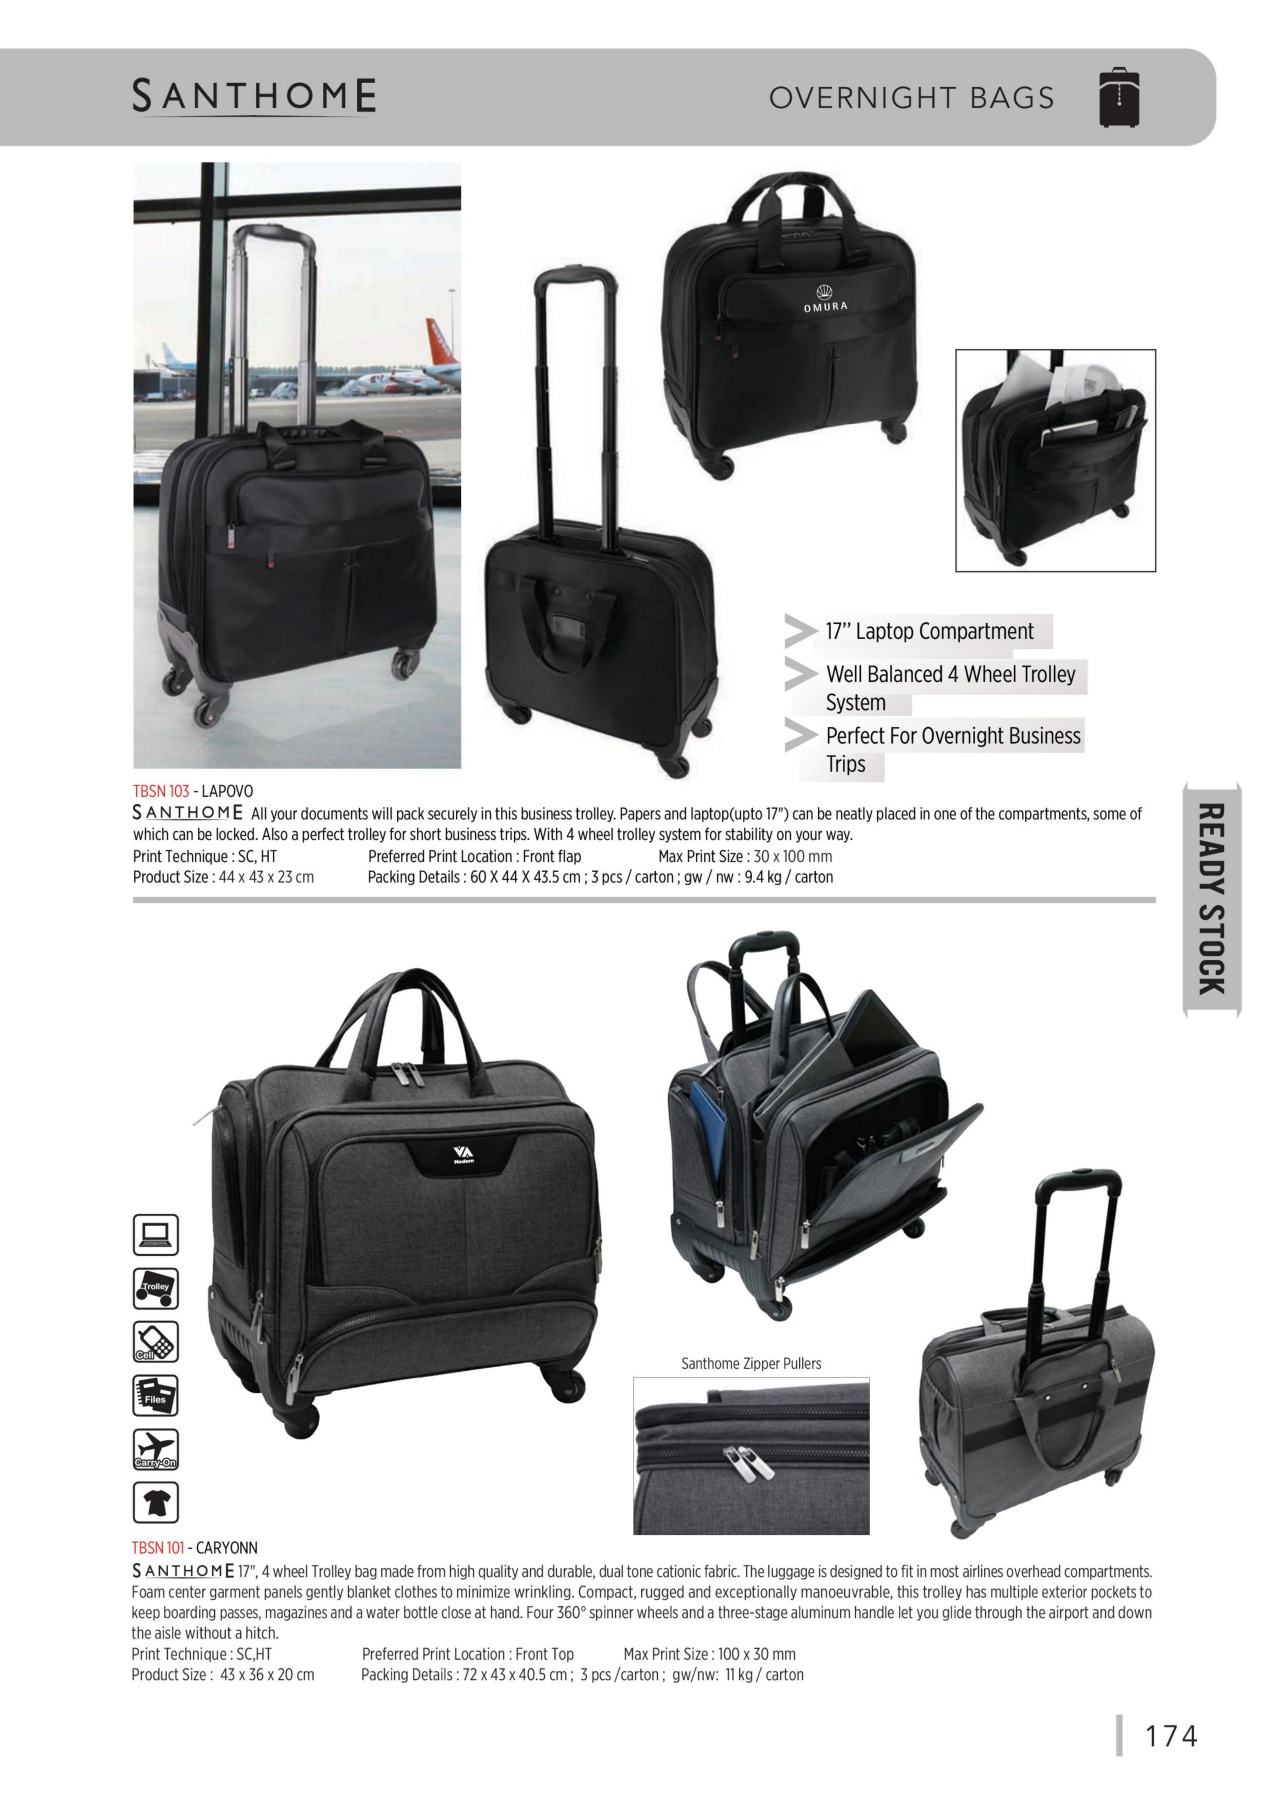 SANTHOME
OVERNIGHT BAGS
OMURA
17’’ Laptop Compartment
Well Balanced 4 Wheel Trolley
System
Perfect For Overnight Business
Trips
TBSN 103 - LAPOVO
SANTHOME All your documents will pack securely in this business trolley. Papers and laptop(upto 17") can be neatly placed in one of the compartments, some of
which can be locked. Also a perfect trolley for short business trips. With 4 wheel trolley system for stability on your way.
Print Technique : SC, HT Preferred Print Location : Front flap Max Print Size : 30 x 100 mm
Product Size : 44 x 43 x 23 cm Packing Details : 60 X 44 X 43.5 cm ; 3 pcs / carton ; gw / nw : 9.4 kg / carton
READY STOCK
VA
Modern
Trolley
Cell
Files
Carry-On
Santhome Zipper Pullers
TBSN 101 - CARYONN
SANTHOME 17", 4 wheel Trolley bag made from high quality and durable, dual tone cationic fabric. The luggage is designed to fit in most airlines overhead compartments.
Foam center garment panels gently blanket clothes to minimize wrinkling. Compact, rugged and exceptionally manoeuvrable, this trolley has multiple exterior pockets to
keep boarding passes, magazines and a water bottle close at hand. Four 360° spinner wheels and a three-stage aluminum handle let you glide through the airport and down
the aisle without a hitch.
Print Technique : SC,HT Preferred Print Location : Front Top Max Print Size : 100 x 30 mm
Product Size : 43 x 36 x 20 cm Packing Details : 72 x 43 x 40.5 cm ; 3 pcs /carton ; gw/nw: 11 kg / carton
174